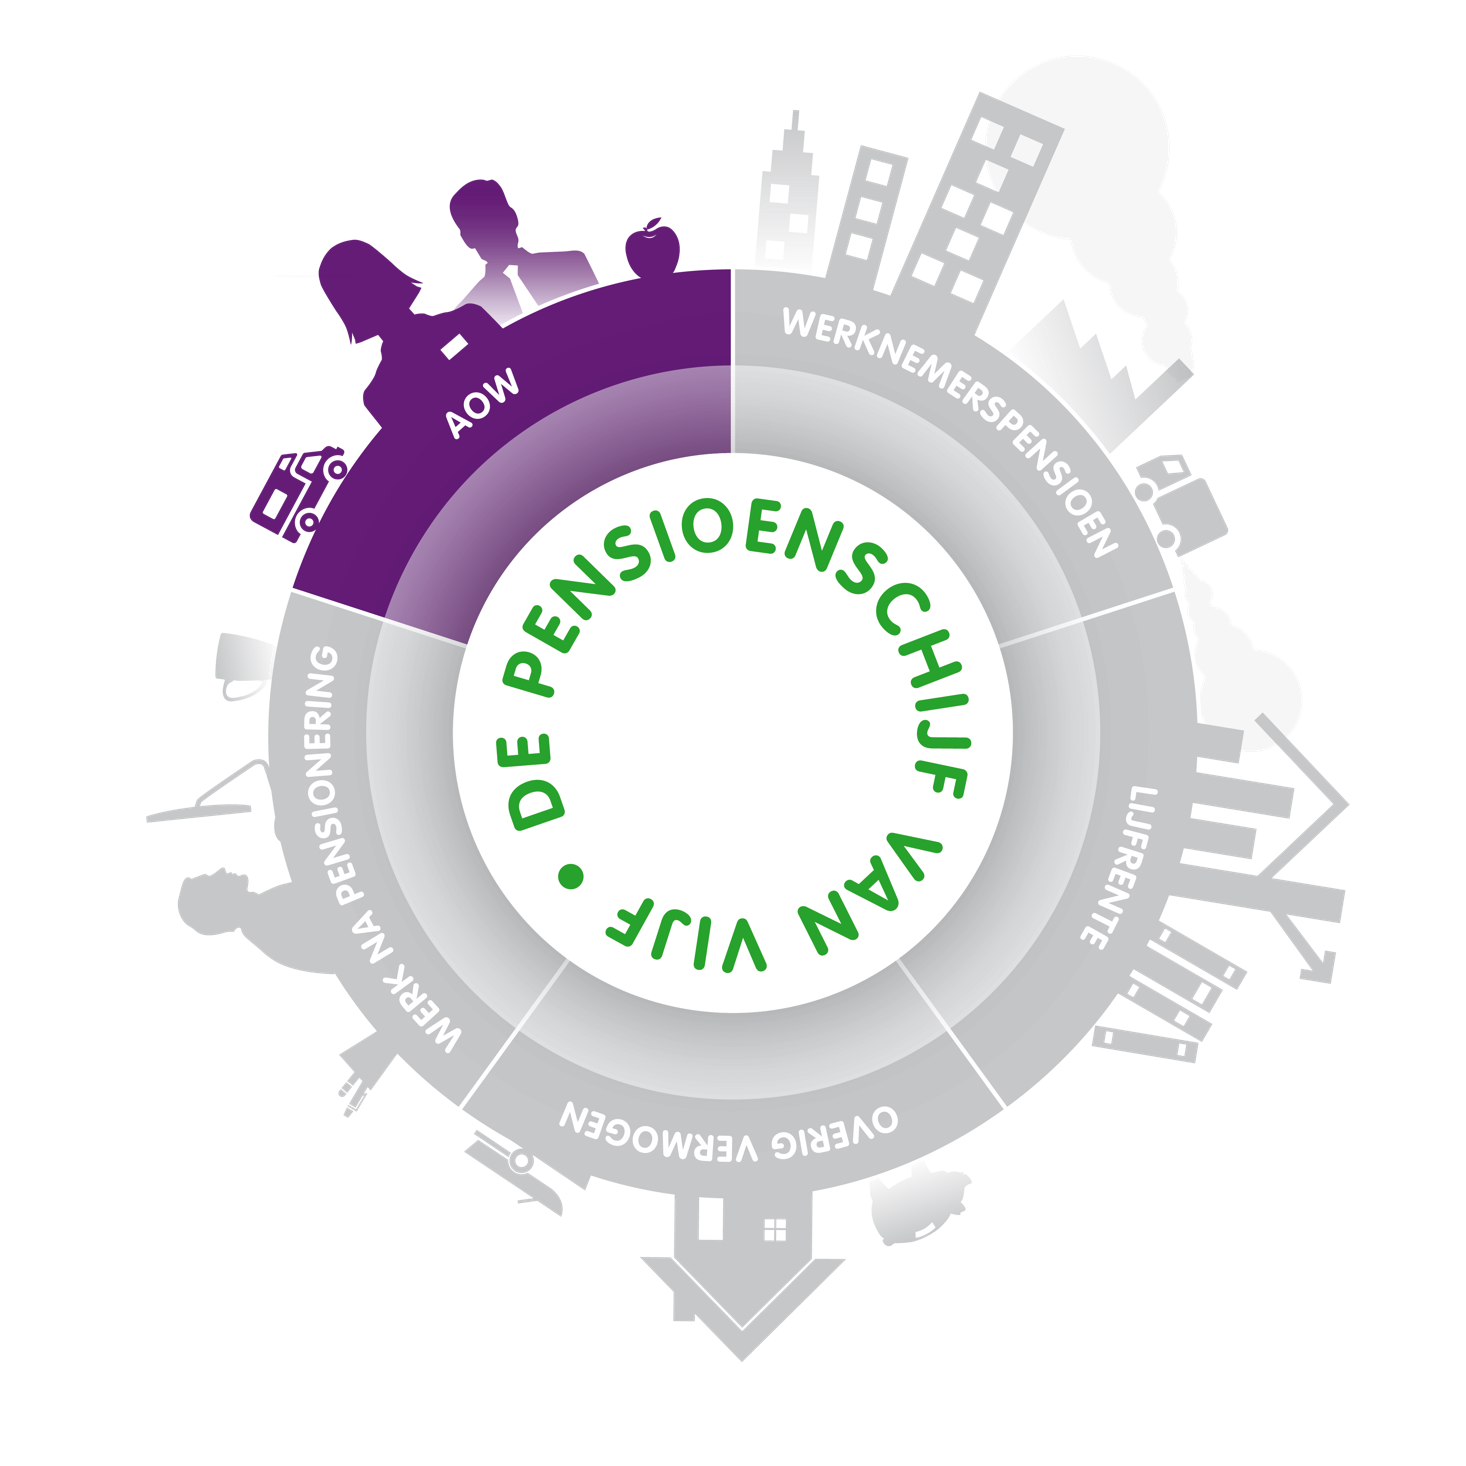 DE PENSIOENSCHIJF VAN VIJF •
AOW
WERKNEMERSPENSIOEN
LIJFRENTE
OVERIG VERMOGEN
WERK NA PENSIONERING